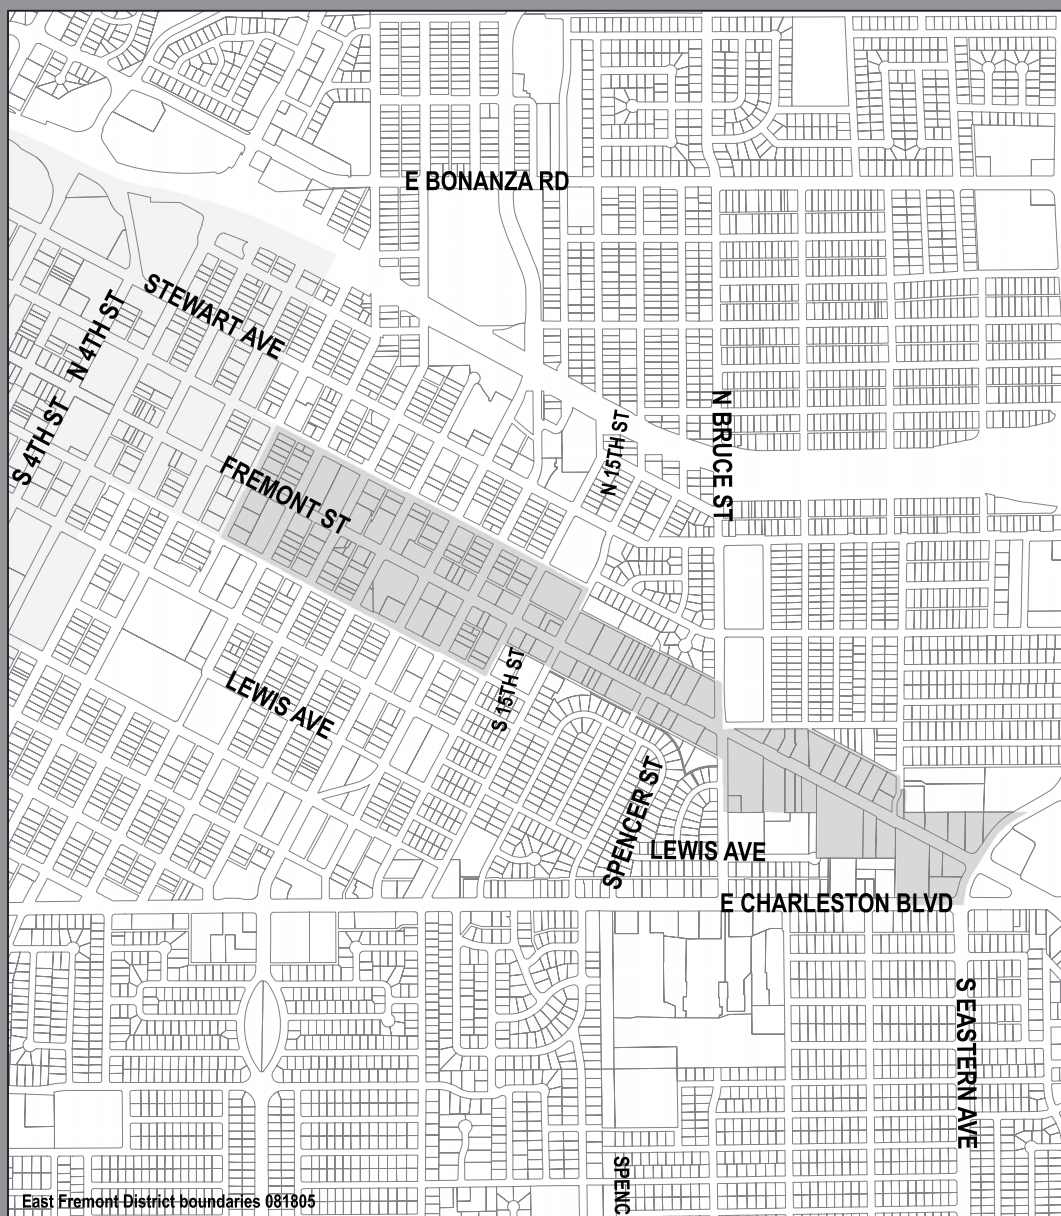 E BONANZA RD
STEWART AVE
N 4TH ST
S 4TH ST
N BRUCE ST
N 15TH ST
FREMONT ST
S 15TH ST
LEWIS AVE
SPENCER ST
LEWIS AVE
E CHARLESTON BLVD
S EASTERN AVE
SPENC
East Fremont District boundaries 081805